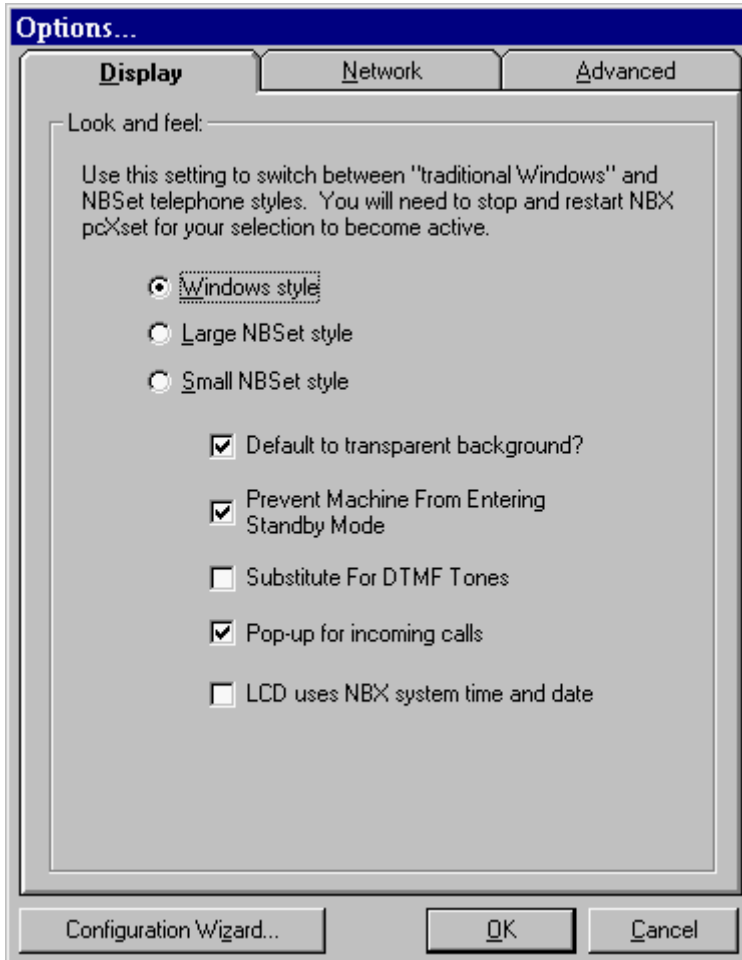 Options...
Display
Network
Advanced
Look and feel:
Use this setting to switch between "traditional Windows" and
NBSet telephone styles. You will need to stop and restart NBX
pcXset for your selection to become active.
Windows style
Large NBSet style
Small NBSet style
Default to transparent background?
Prevent Machine From Entering
Standby Mode
Substitute For DTMF Tones
Pop-up for incoming calls
LCD uses NBX system time and date
Configuration Wizard...
OK
Cancel